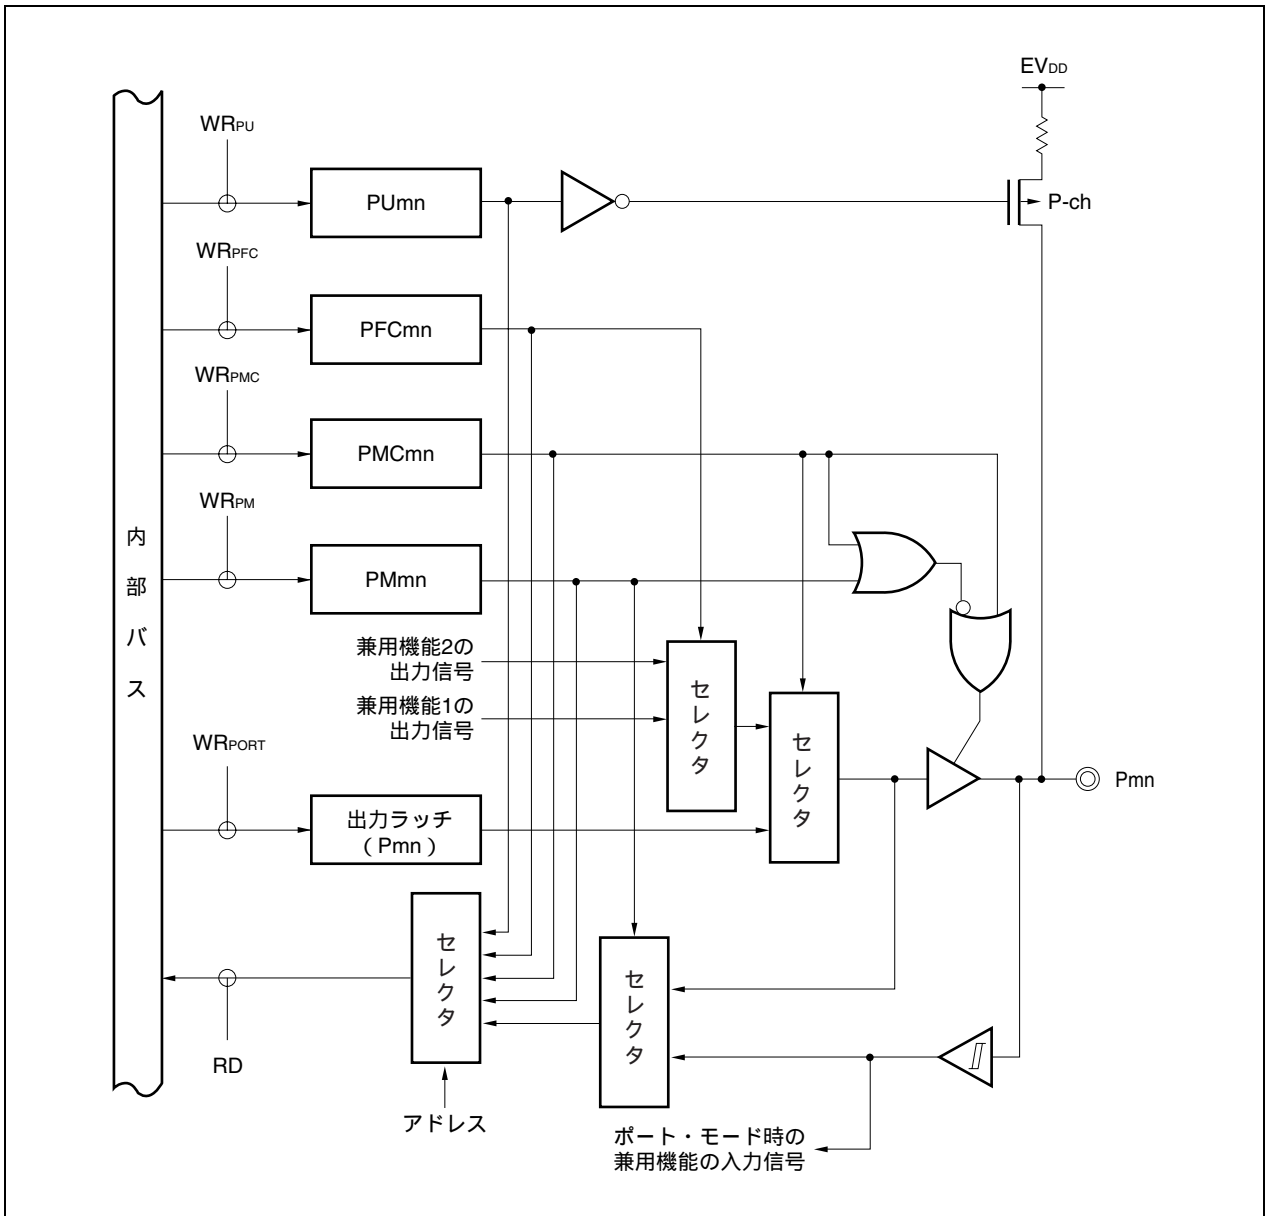 EVDD
WRPU
PUmn
P-ch
WRPFC
PFCmn
WRPMC
PMCmn
WRPM
PMmn
内部バス
兼用機能2の
出力信号
兼用機能1の
出力信号
セレクタ
セレクタ
WRPORT
出力ラッチ
(Pmn)
Pmn
セレクタ
セレクタ
RD
アドレス
ポート・モード時の
兼用機能の入力信号